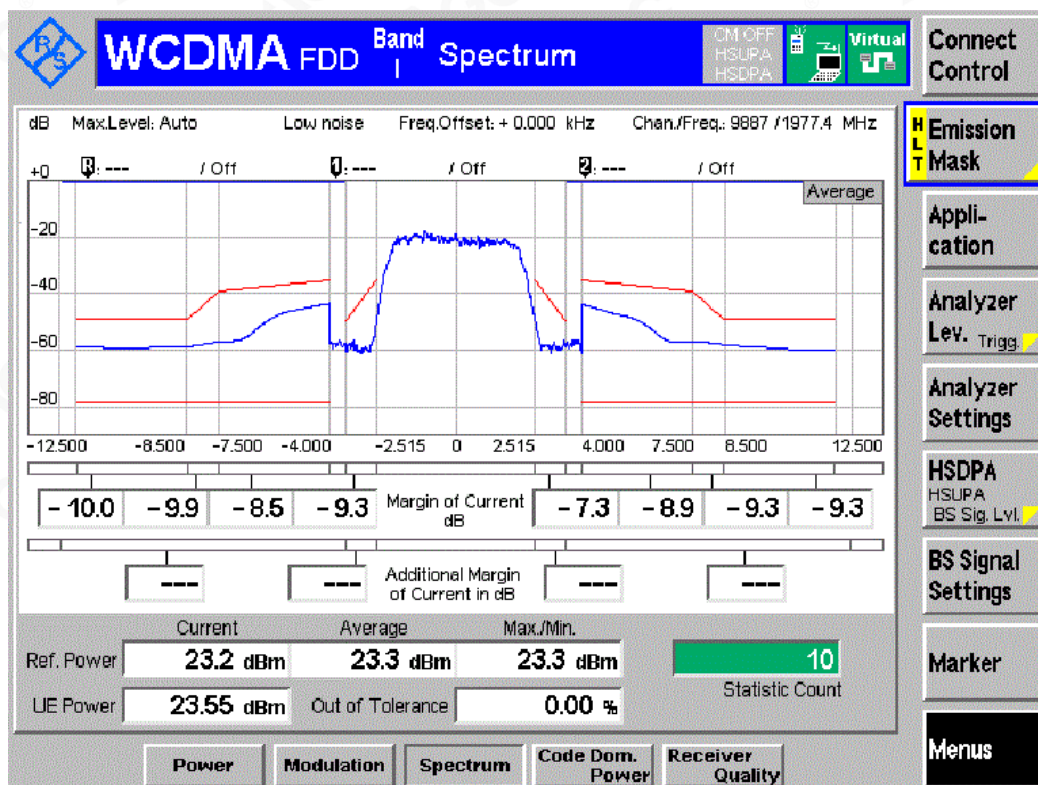 R&S
WCDMA FDD Band I Spectrum
CM OFF
HSUPA
HSDPA
Virtual
Connect Control
dB Max.Level: Auto Low noise Freq.Offset: + 0.000 kHz Chan./Freq.: 9887 / 1977.4 MHz
HLT Emission Mask
+0 R: --- / Off 1: --- / Off 2: --- / Off
Average
Appli-
cation
-20
-40
Analyzer Lev. Trigg.
-60
-80
Analyzer Settings
-12.500 -8.500 -7.500 -4.000 -2.515 0 2.515 4.000 7.500 8.500 12.500
HSDPA
HSUPA
BS Sig. Lvl.
- 10.0 - 9.9 - 8.5 - 9.3 Margin of Current dB - 7.3 - 8.9 - 9.3 - 9.3
BS Signal Settings
--- --- Additional Margin of Current in dB --- ---
Current Average Max./Min.
Ref. Power 23.2 dBm 23.3 dBm 23.3 dBm 10
Statistic Count
Marker
UE Power 23.55 dBm Out of Tolerance 0.00 %
Menus
Power Modulation Spectrum Code Dom. Power Receiver Quality